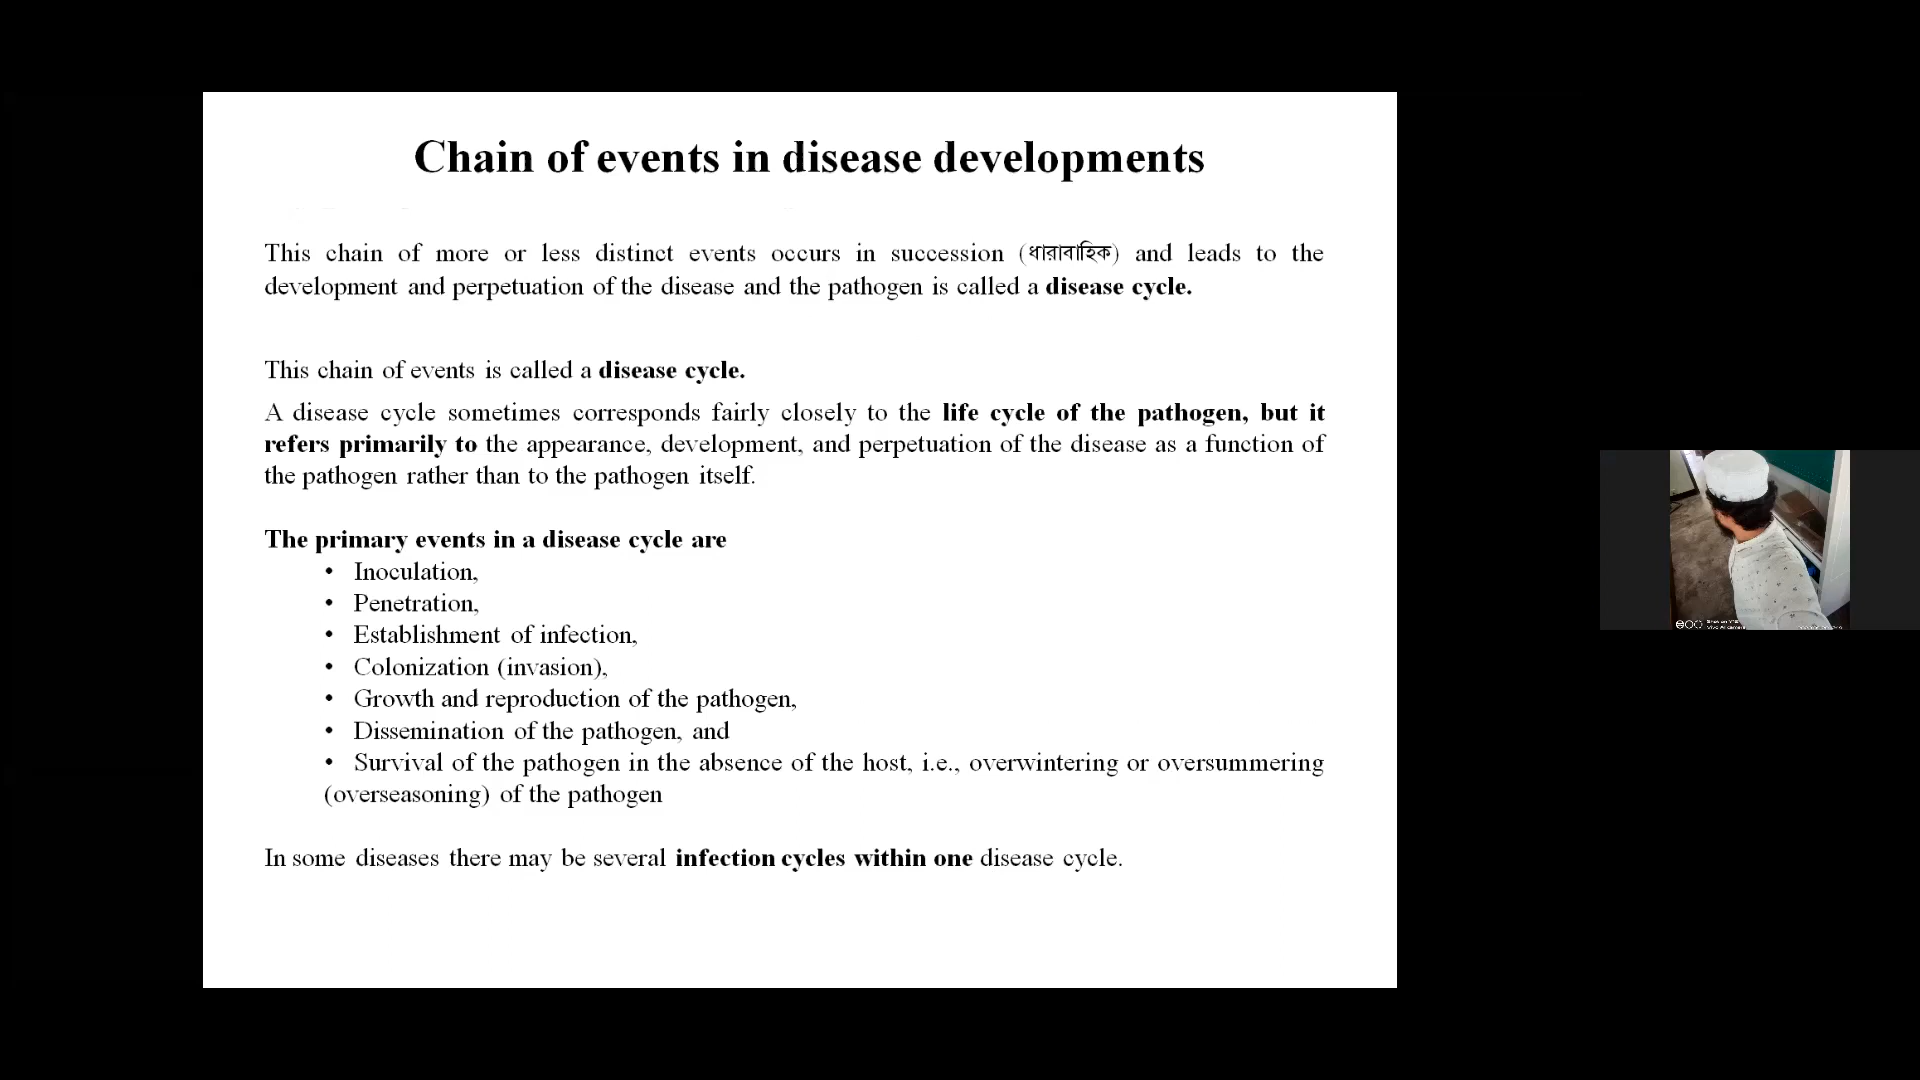 Chain of events in disease developments
This chain of more or less distinct events occurs in succession (ধারাবাহিক) and leads to the
development and perpetuation of the disease and the pathogen is called a disease cycle.
This chain of events is called a disease cycle.
A disease cycle sometimes corresponds fairly closely to the life cycle of the pathogen, but it
refers primarily to the appearance, development, and perpetuation of the disease as a function of
the pathogen rather than to the pathogen itself.
The primary events in a disease cycle are
• Inoculation,
• Penetration,
• Establishment of infection,
• Colonization (invasion),
• Growth and reproduction of the pathogen,
• Dissemination of the pathogen, and
• Survival of the pathogen in the absence of the host, i.e., overwintering or oversummering
(overseasoning) of the pathogen
In some diseases there may be several infection cycles within one disease cycle.